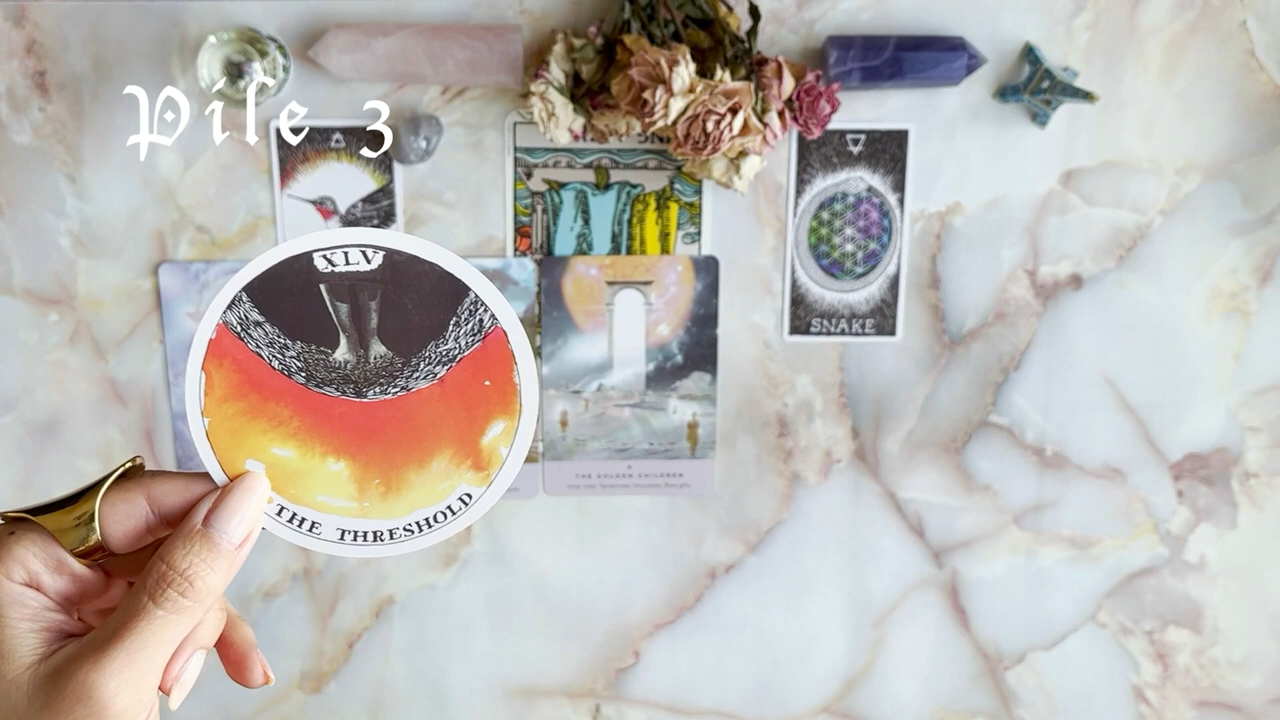 Pile 3
XLV
THE THRESHOLD
SNAKE
THE GOLDEN CHILDREN